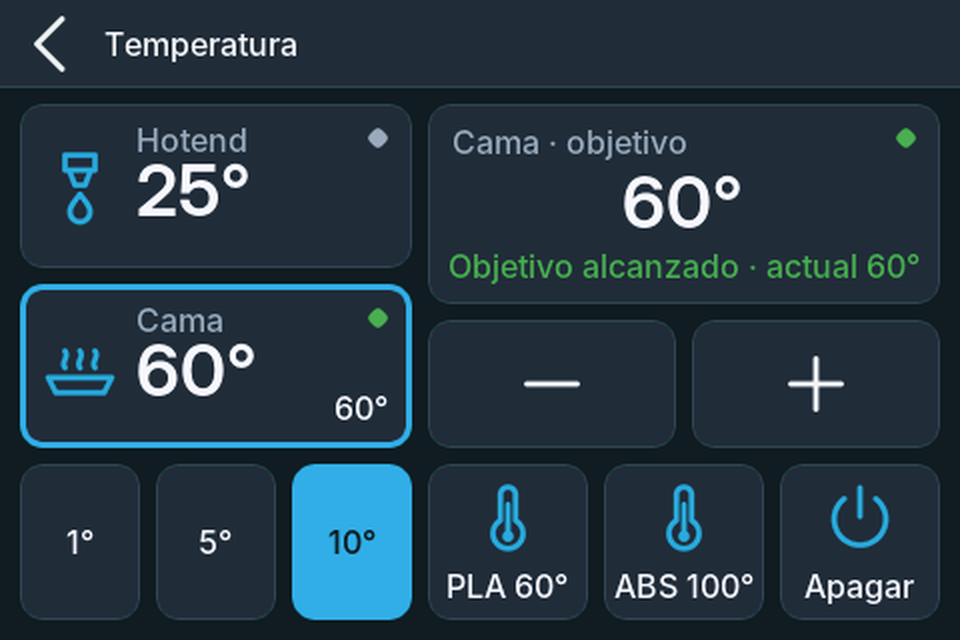 Temperatura
Hotend
25°
Cama
60°
60°
Cama · objetivo
60°
Objetivo alcanzado · actual 60°
1°
5°
10°
PLA 60°
ABS 100°
Apagar